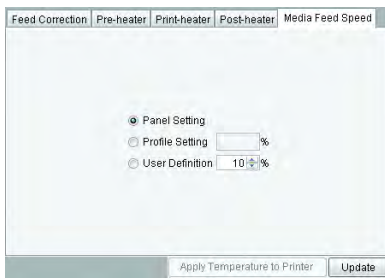 Feed Correction Pre-heater Print-heater Post-heater Media Feed Speed
Panel Setting
Profile Setting %
User Definition 10 %
Apply Temperature to Printer Update